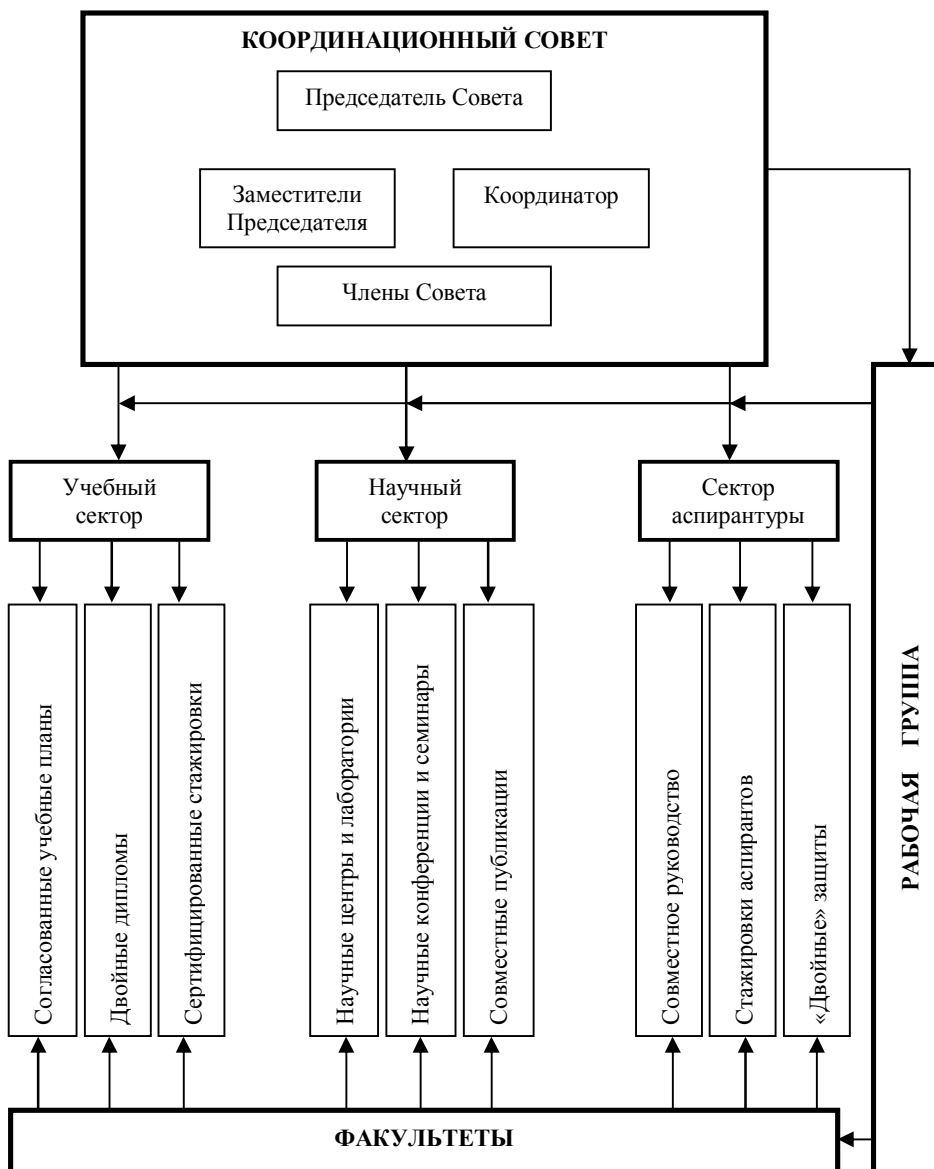 КООРДИНАЦИОННЫЙ СОВЕТ
Председатель Совета
Заместители
Председателя
Координатор
Члены Совета
Учебный
сектор
Научный
сектор
Сектор
аспирантуры
Согласованные учебные планы
Двойные дипломы
Сертифицированные стажировки
Научные центры и лаборатории
Научные конференции и семинары
Совместные публикации
Совместное руководство
Стажировки аспирантов
«Двойные» защиты
РАБОЧАЯ ГРУППА
ФАКУЛЬТЕТЫ